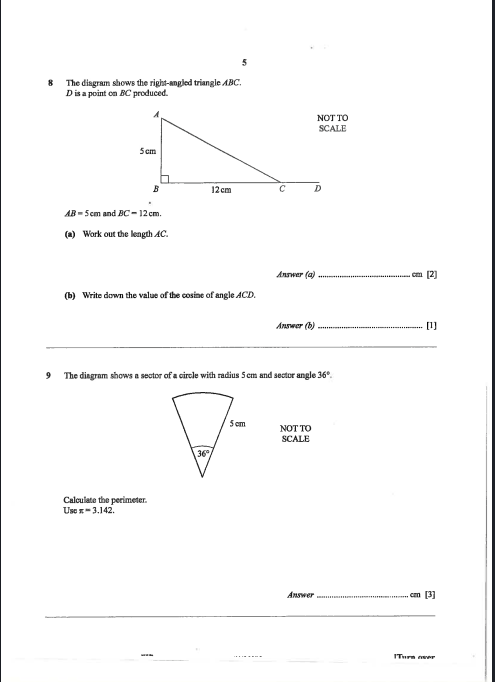 5
8 The diagram shows the right-angled triangle ABC.
D is a point on BC produced.
A
NOT TO
SCALE
5 cm
B
12 cm
C
D
AB = 5 cm and BC = 12 cm.
(a) Work out the length AC.
Answer (a) ........................................ cm [2]
(b) Write down the value of the cosine of angle ACD.
Answer (b) ............................................. [1]
9 The diagram shows a sector of a circle with radius 5 cm and sector angle 36°.
5 cm
NOT TO
SCALE
36°
Calculate the perimeter.
Use π = 3.142.
Answer ........................................ cm [3]
[Turn over